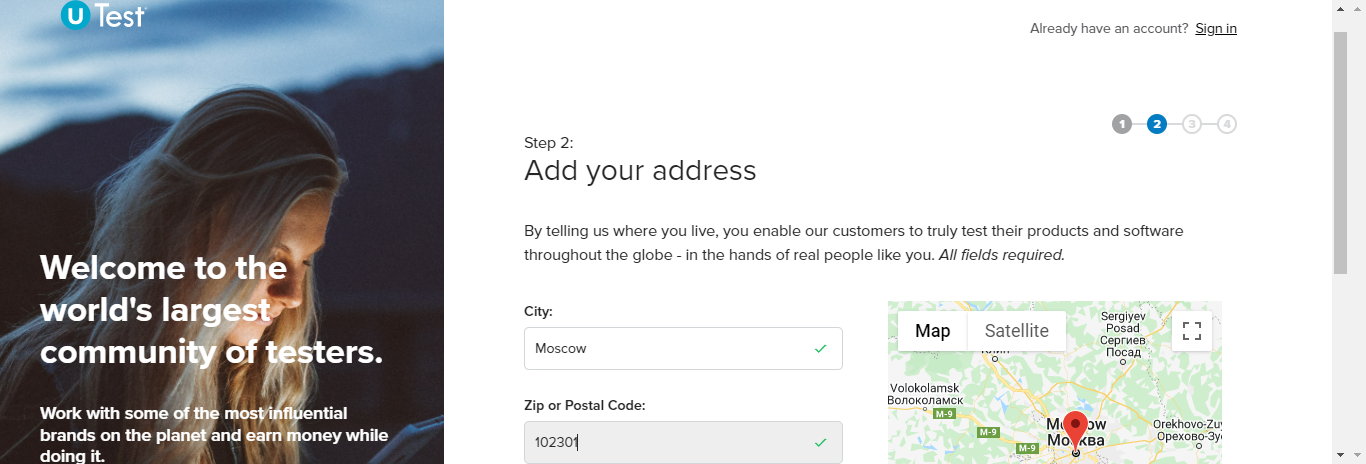 U Test
Already have an account? Sign in
1 2 3 4
Step 2:
Add your address
By telling us where you live, you enable our customers to truly test their products and software
throughout the globe - in the hands of real people like you. All fields required.
Welcome to the
world's largest
community of testers.
Work with some of the most influential
brands on the planet and earn money while
doing it.
City:
Moscow
Zip or Postal Code:
102301
Map Satellite
Sergiyev
Posad
Сергиев
Посад
Volokolamsk
Волоколамск
M-9
M-9
M-9
Moscow
Москва
Orekhovo-Zuy
Орехово-Зуе